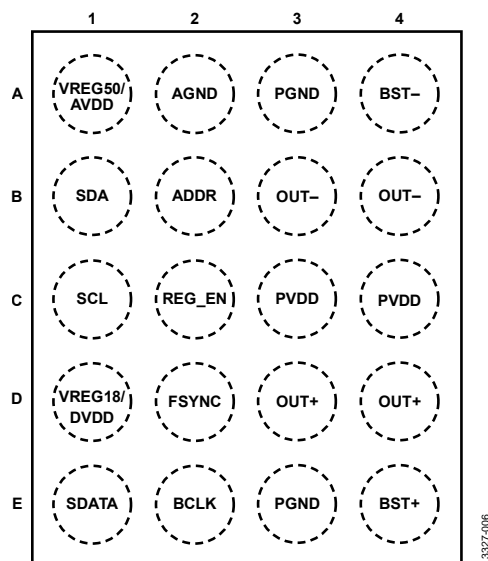 1 2 3 4
A VREG50/ AGND PGND BST–
AVDD
B SDA ADDR OUT– OUT–
C SCL REG_EN PVDD PVDD
D VREG18/ FSYNC OUT+ OUT+
DVDD
E SDATA BCLK PGND BST+
3327-006